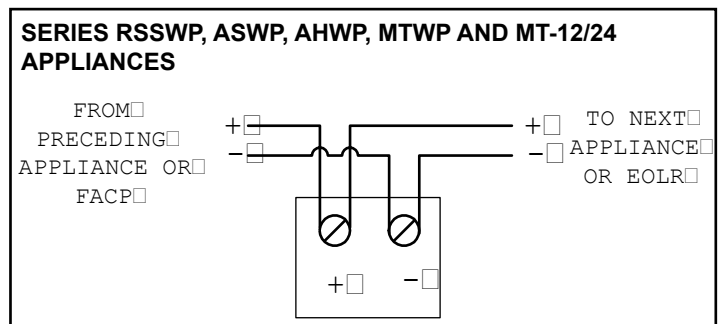 SERIES RSSWP, ASWP, AHWP, MTWP AND MT-12/24
APPLIANCES
FROM□
PRECEDING□
APPLIANCE OR□
FACP□
+□
−□
+□
−□
TO NEXT□
APPLIANCE□
OR EOLR□
+□
−□